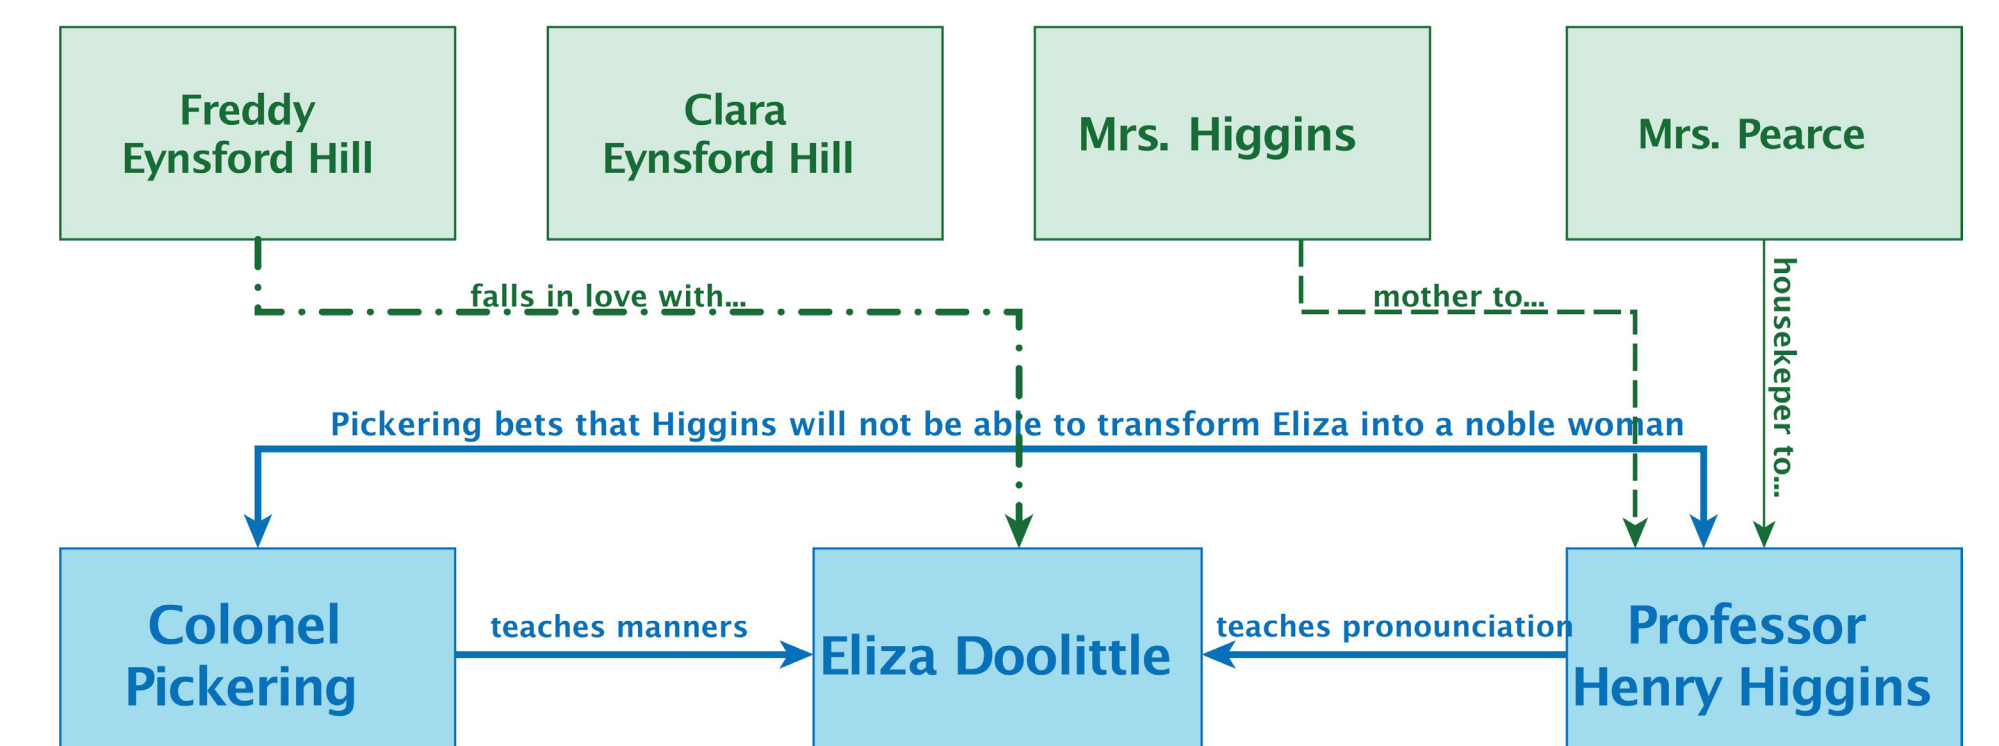 Freddy
Eynsford Hill
Clara
Eynsford Hill
Mrs. Higgins
Mrs. Pearce
falls in love with...
mother to...
housekeeper to...
Pickering bets that Higgins will not be able to transform Eliza into a noble woman
Colonel
Pickering
teaches manners
Eliza Doolittle
teaches pronounciation
Professor
Henry Higgins